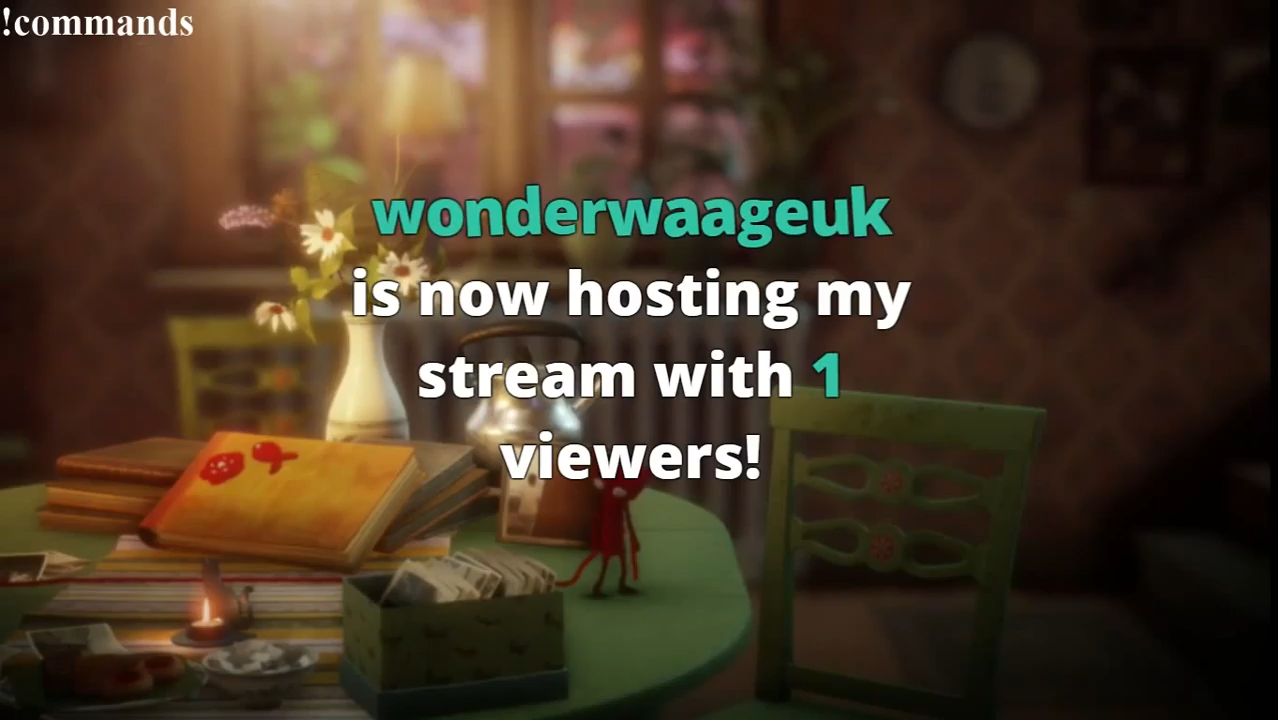 !commands
wonderwaageuk
is now hosting my
stream with 1
viewers!